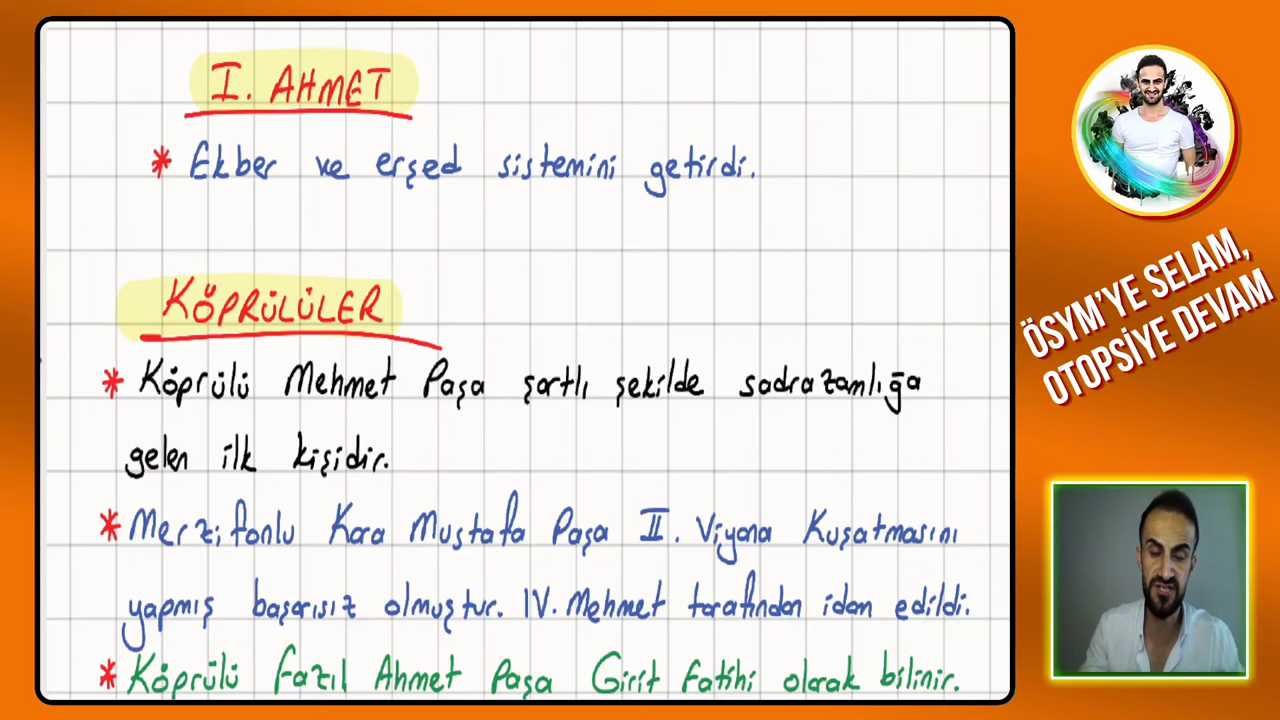 I. AHMET
* Ekber ve erşed sistemini getirdi.
KÖPRÜLÜLER
* Köprülü Mehmet Paşa şartlı şekilde sadrazamlığa
gelen ilk kişidir.
* Merzifonlu Kara Mustafa Paşa II. Viyana Kuşatmasını
yapmış başarısız olmuştur. IV. Mehmet tarafından idam edildi.
* Köprülü Fazıl Ahmet Paşa Girit Fatihi olarak bilinir.
ÖSYM'YE SELAM,
OTOPSİYE DEVAM